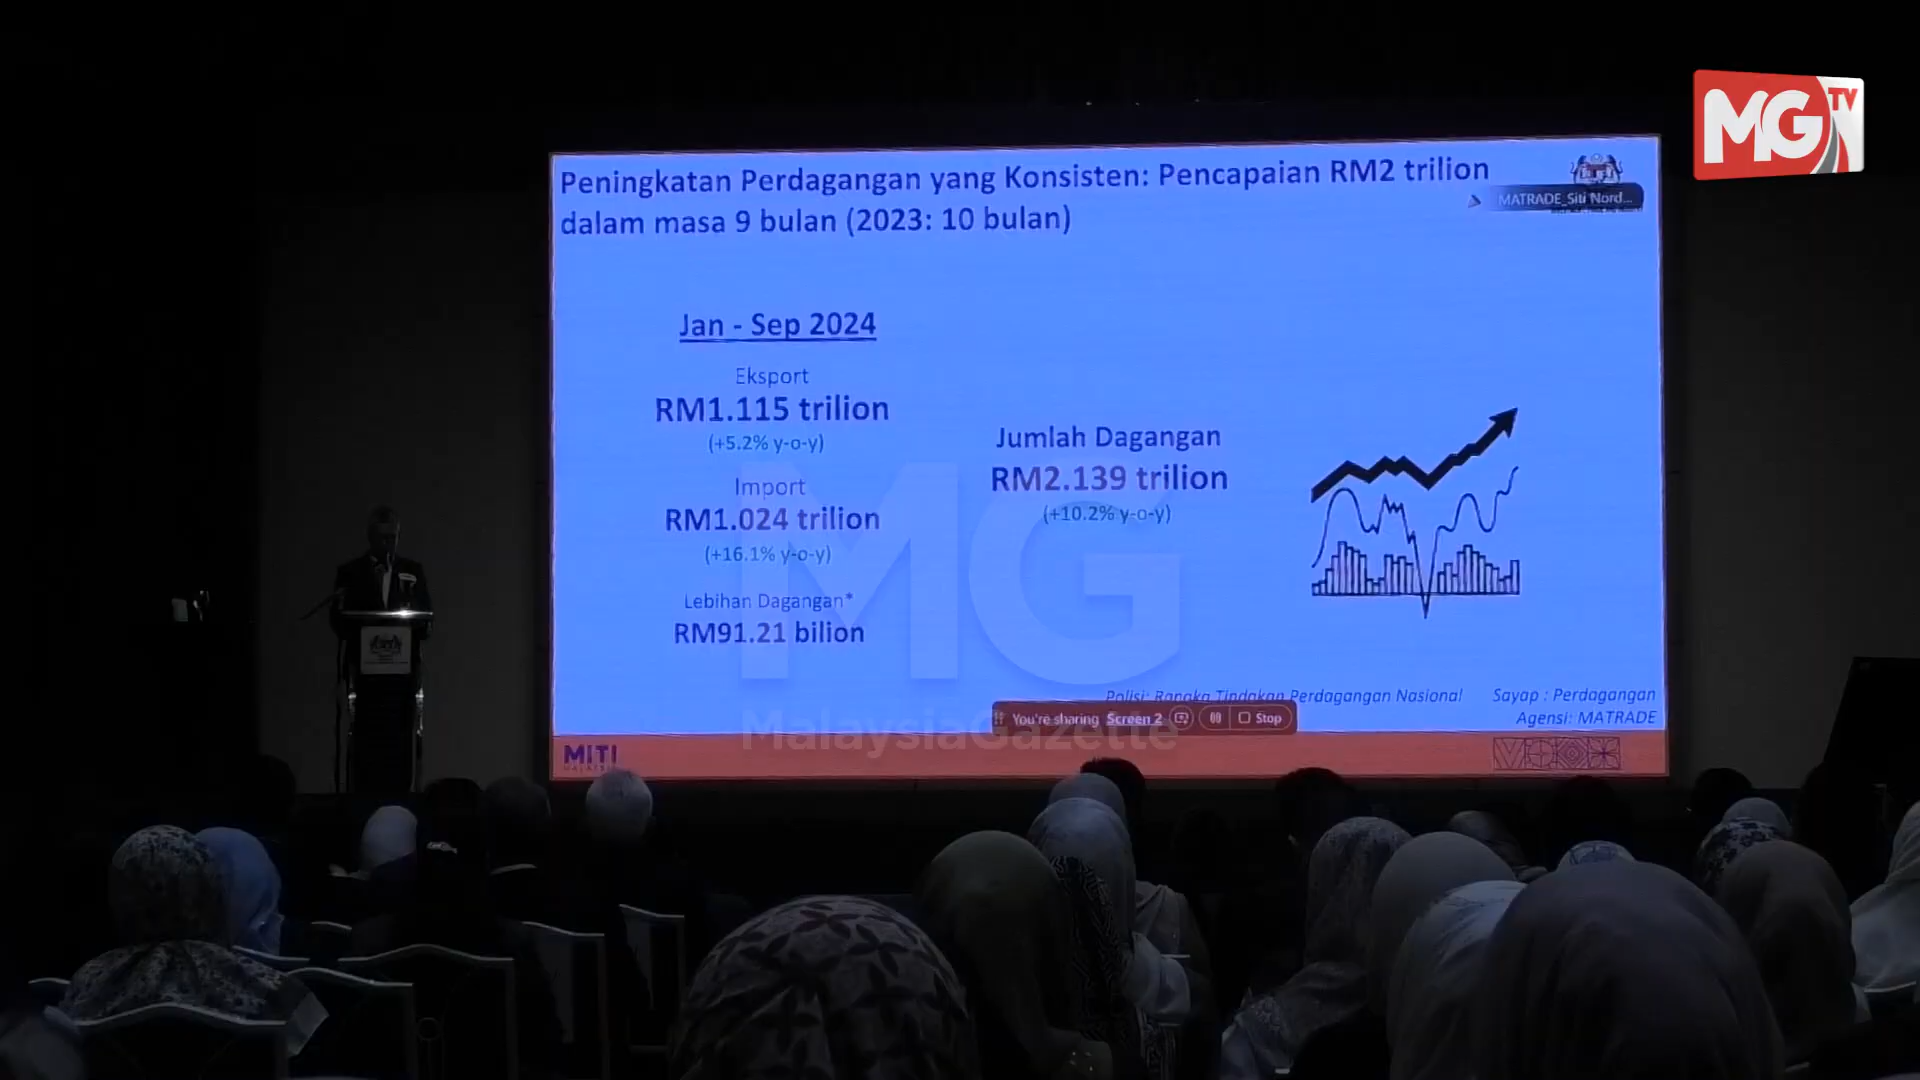 MG TV
Peningkatan Perdagangan yang Konsisten: Pencapaian RM2 trilion
dalam masa 9 bulan (2023: 10 bulan)
MATRADE_Siti Nord...
Jan - Sep 2024
Eksport
RM1.115 trilion
(+5.2% y-o-y)
Import
RM1.024 trilion
(+16.1% y-o-y)
Lebihan Dagangan*
RM91.21 bilion
Jumlah Dagangan
RM2.139 trilion
(+10.2% y-o-y)
MG
MalaysiaGazette
Polisi: Rangka Tindakan Perdagangan Nasional
Sayap : Perdagangan
Agensi: MATRADE
You're sharing Screen 2 Stop
MITI